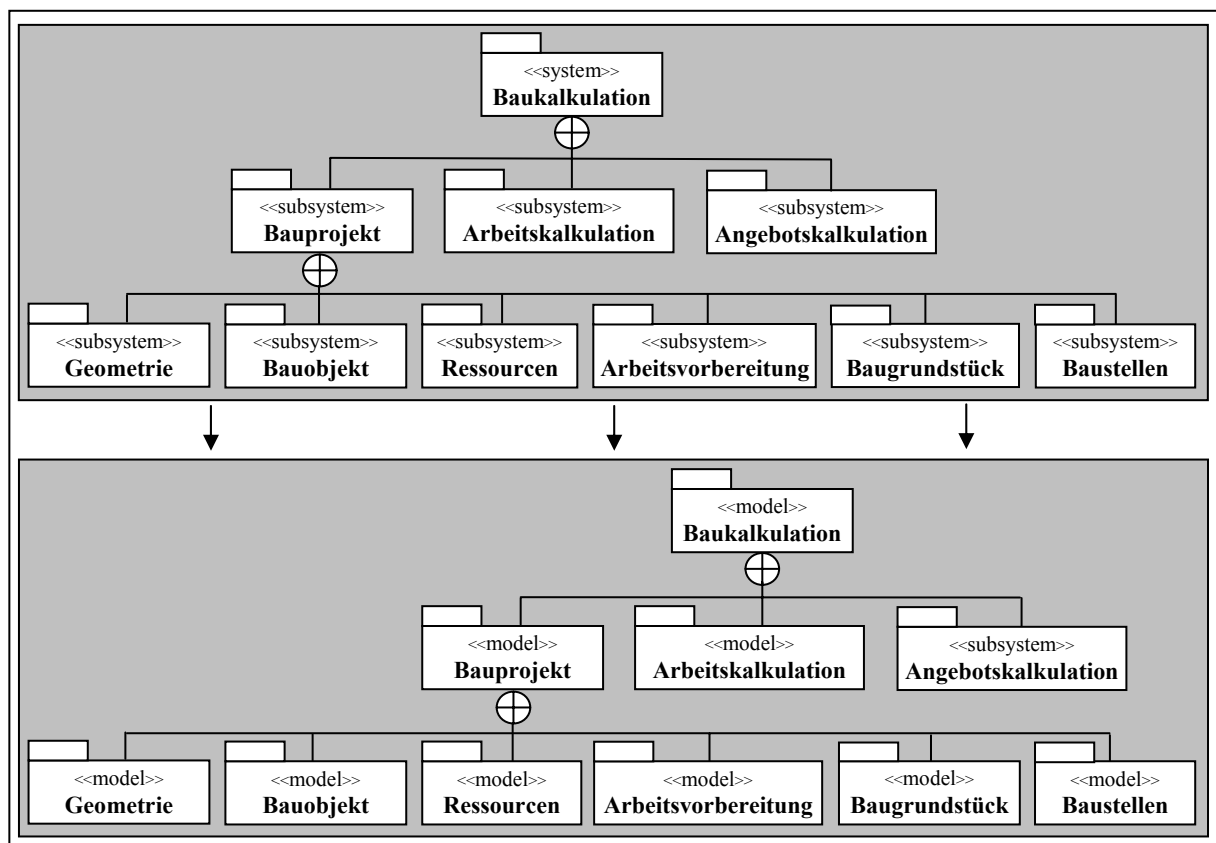 <<system>>
Baukalkulation
<<subsystem>> <<subsystem>> <<subsystem>>
Bauprojekt Arbeitskalkulation Angebotskalkulation
<<subsystem>> <<subsystem>> <<subsystem>> <<subsystem>> <<subsystem>> <<subsystem>>
Geometrie Bauobjekt Ressourcen Arbeitsvorbereitung Baugrundstück Baustellen
<<model>>
Baukalkulation
<<model>> <<model>> <<subsystem>>
Bauprojekt Arbeitskalkulation Angebotskalkulation
<<model>> <<model>> <<model>> <<model>> <<model>> <<model>>
Geometrie Bauobjekt Ressourcen Arbeitsvorbereitung Baugrundstück Baustellen